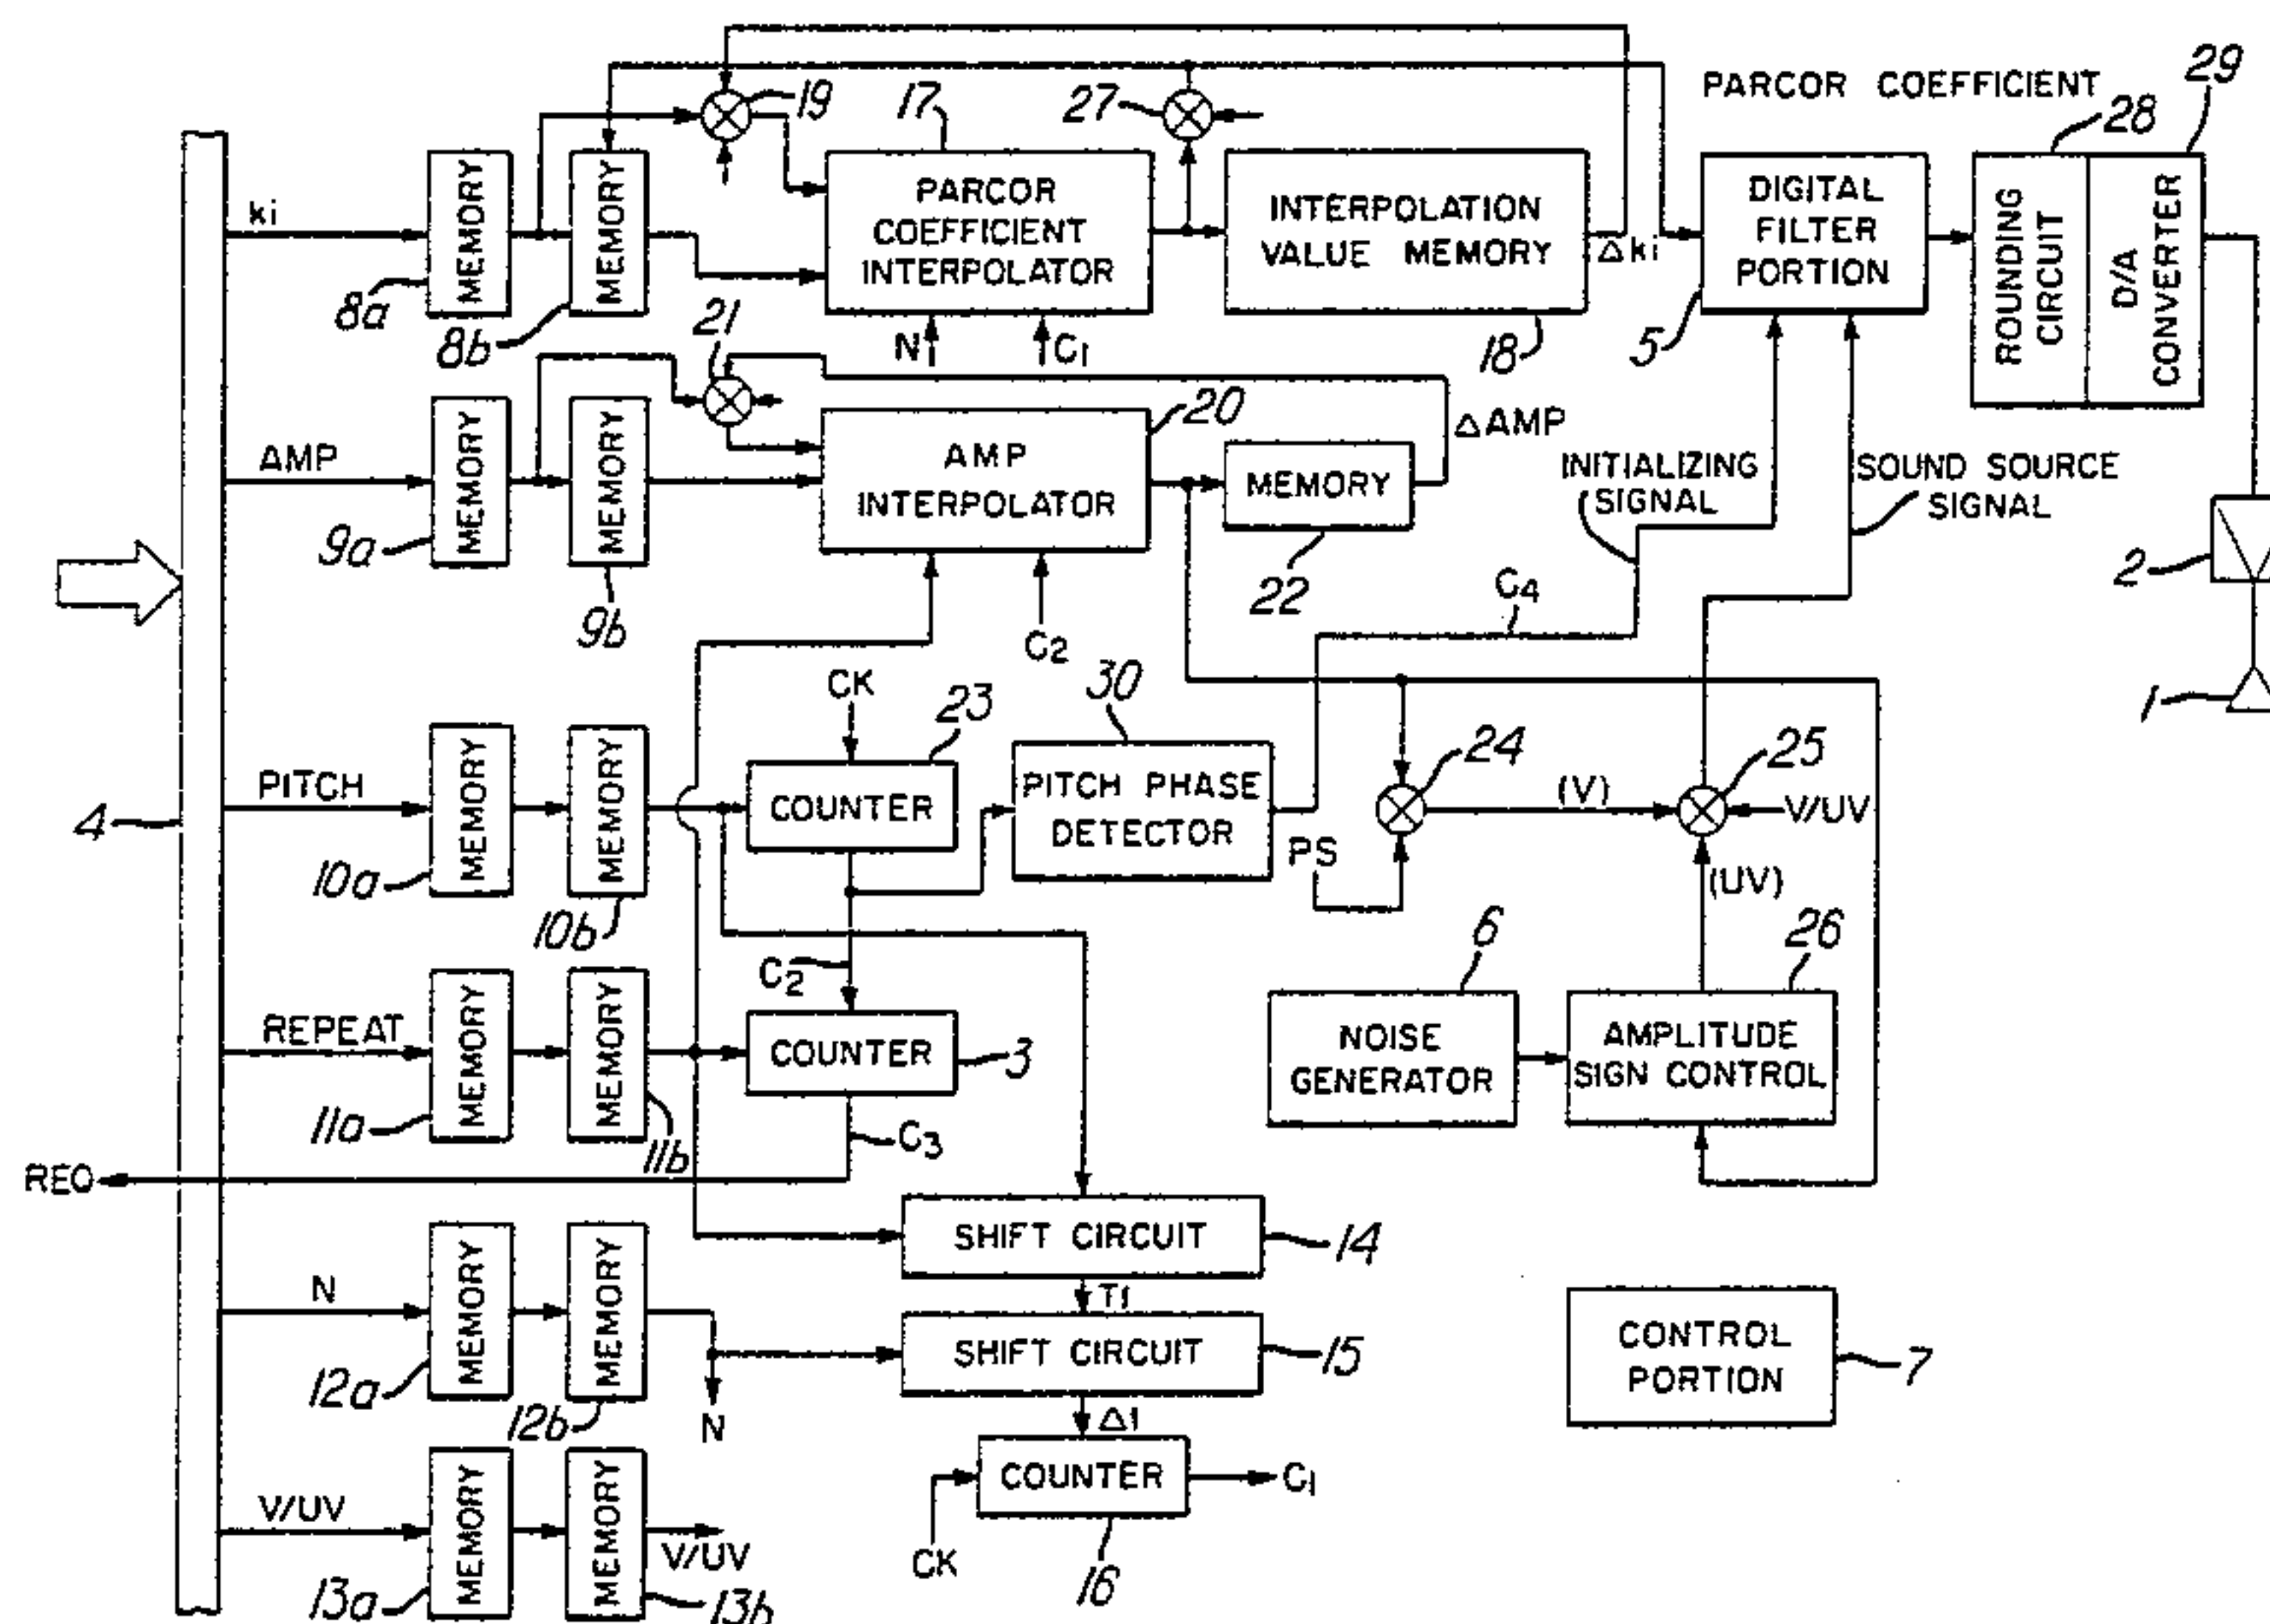 PARCOR COEFFICIENT
29
28
19
17
27
ki
MEMORY
8a
MEMORY
8b
PARCOR
COEFFICIENT
INTERPOLATOR
INTERPOLATION
VALUE MEMORY
Δki
18
DIGITAL
FILTER
PORTION
5
ROUNDING
CIRCUIT
D/A
CONVERTER
N
C1
21
20
AMP
MEMORY
9a
MEMORY
9b
AMP
INTERPOLATOR
MEMORY
22
ΔAMP
INITIALIZING
SIGNAL
SOUND SOURCE
SIGNAL
2
C2
C4
1
CK
23
30
24
25
PITCH
4
MEMORY
10a
MEMORY
10b
COUNTER
PITCH PHASE
DETECTOR
PS
(V)
V/UV
(UV)
C2
6
26
REPEAT
MEMORY
11a
MEMORY
11b
COUNTER
3
NOISE
GENERATOR
AMPLITUDE
SIGN CONTROL
C3
REQ
SHIFT CIRCUIT
14
T1
N
MEMORY
12a
MEMORY
12b
N
SHIFT CIRCUIT
15
CONTROL
PORTION
7
Δ1
V/UV
MEMORY
13a
MEMORY
13b
V/UV
COUNTER
C1
CK
16